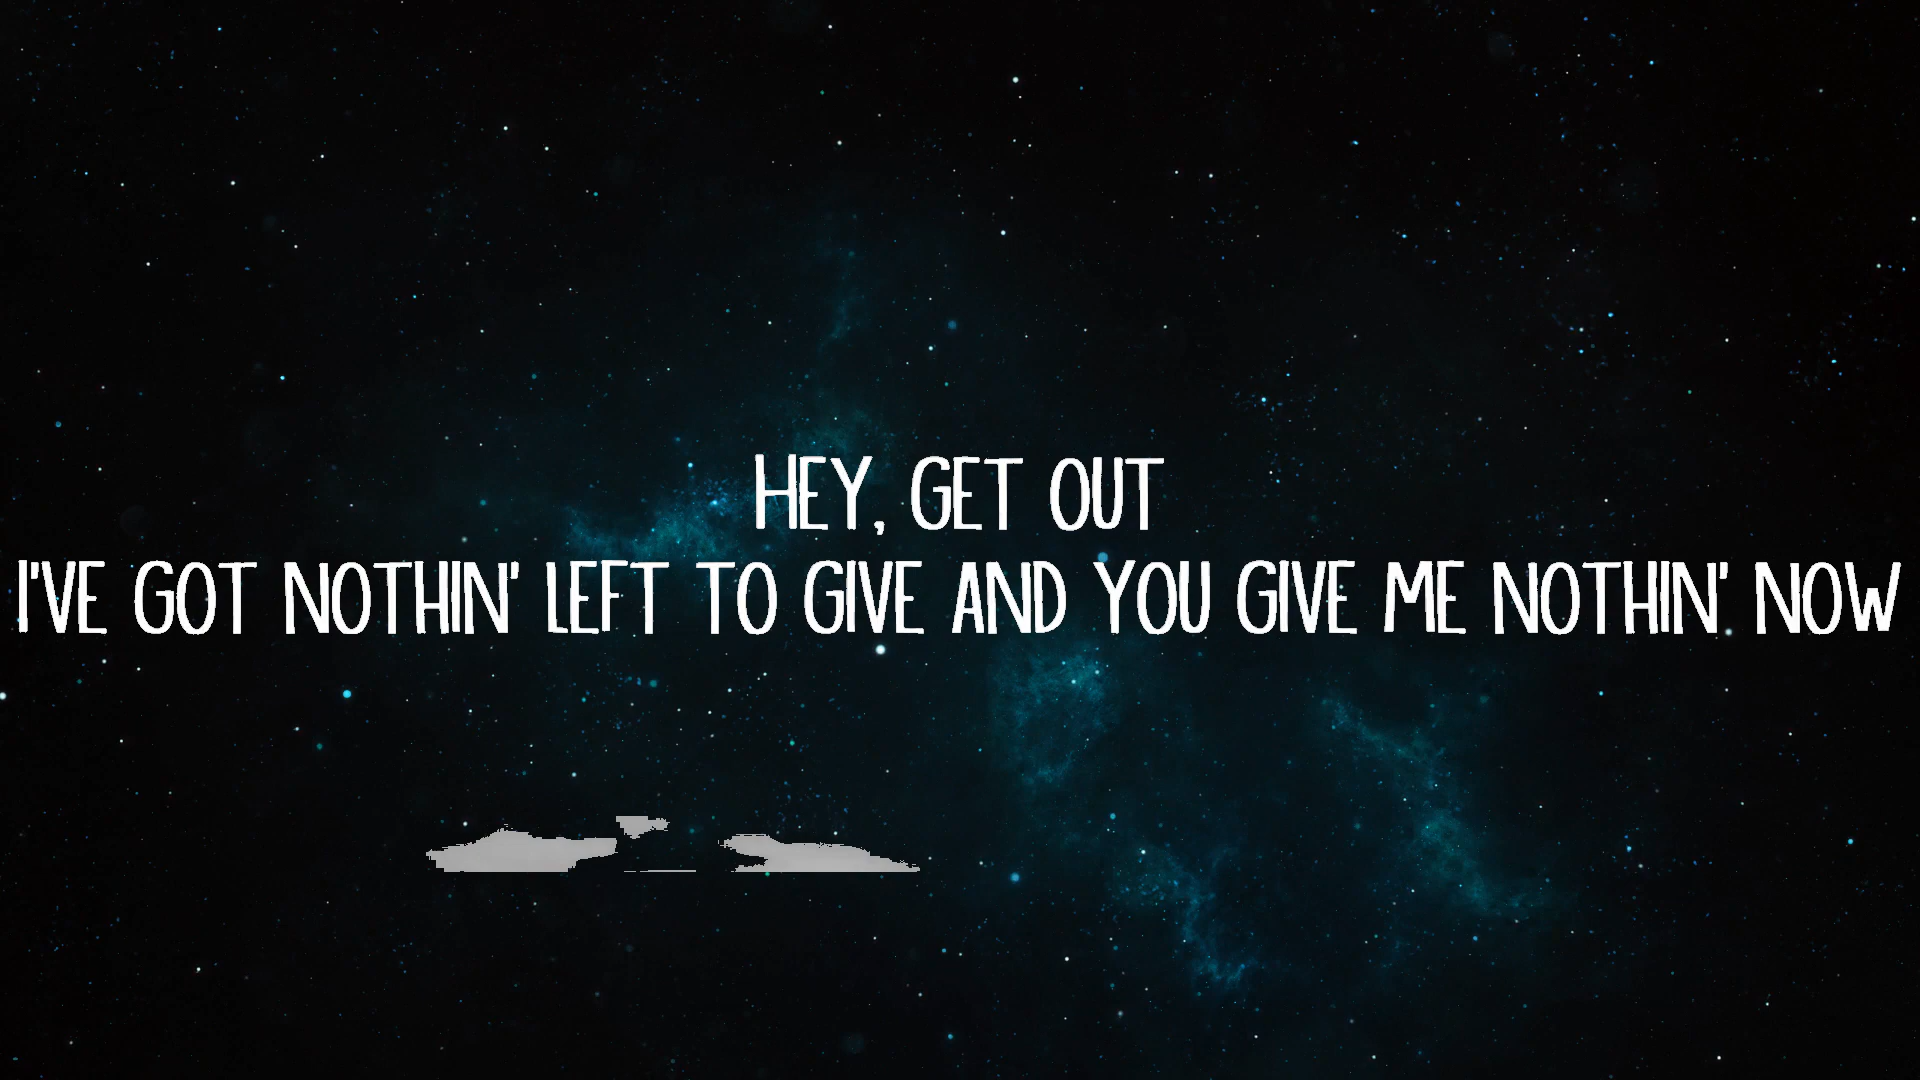 HEY, GET OUT
I'VE GOT NOTHIN' LEFT TO GIVE AND YOU GIVE ME NOTHIN' NOW